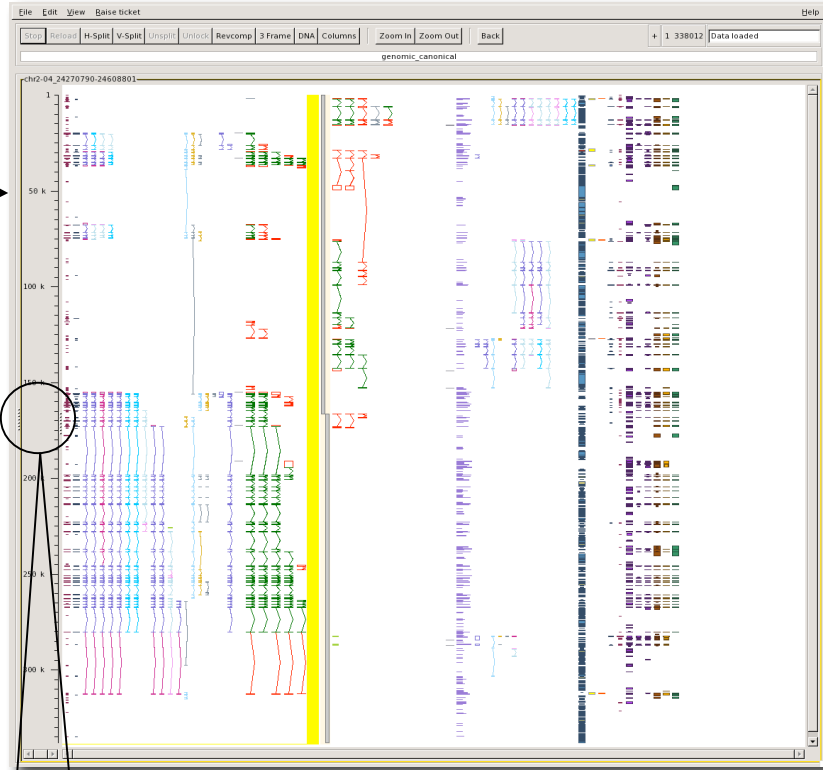 File Edit View Raise ticket Help
Stop Reload H-Split V-Split Unsplit Unlock Revcomp 3 Frame DNA Columns Zoom In Zoom Out Back + 1 338012 Data loaded
genomic_canonical
chr2-04_24270790-24608801
1
50 k
100 k
150 k
200
250 k
300 k